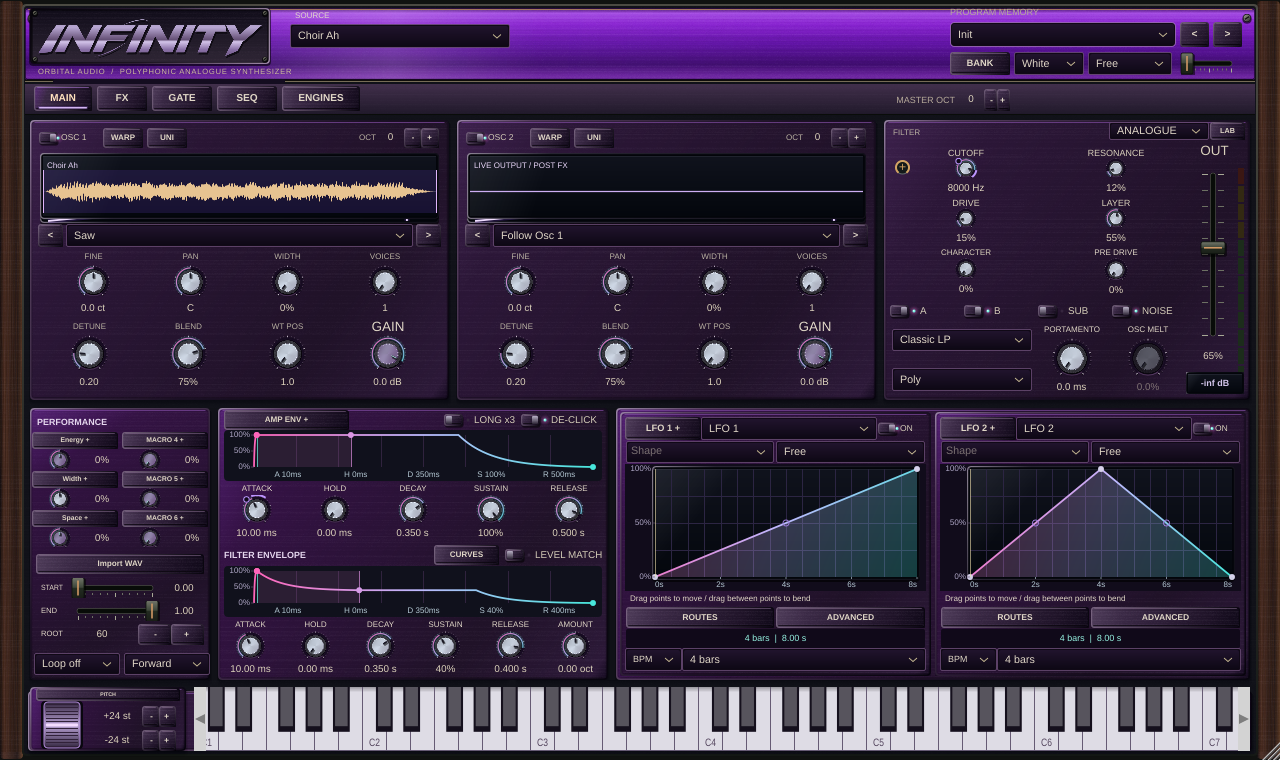 INFINITY
ORBITAL AUDIO / POLYPHONIC ANALOGUE SYNTHESIZER
SOURCE
Choir Ah
PROGRAM MEMORY
Init
<
>
BANK
White
Free
MAIN
FX
GATE
SEQ
ENGINES
MASTER OCT 0 - +
OSC 1
WARP
UNI
OCT 0 - +
Choir Ah
< Saw >
FINE PAN WIDTH VOICES
0.0 ct C 0% 1
DETUNE BLEND WT POS GAIN
0.20 75% 1.0 0.0 dB
OSC 2
WARP
UNI
OCT 0 - +
LIVE OUTPUT / POST FX
< Follow Osc 1 >
FINE PAN WIDTH VOICES
0.0 ct C 0% 1
DETUNE BLEND WT POS GAIN
0.20 75% 1.0 0.0 dB
FILTER
ANALOGUE
LAB
CUTOFF RESONANCE
8000 Hz 12%
DRIVE LAYER
15% 55%
CHARACTER PRE DRIVE
0% 0%
A B SUB NOISE
Classic LP
Poly
PORTAMENTO OSC MELT
0.0 ms 0.0%
OUT
65%
-inf dB
PERFORMANCE
Energy + MACRO 4 +
0% 0%
Width + MACRO 5 +
0% 0%
Space + MACRO 6 +
0% 0%
Import WAV
START 0.00
END 1.00
ROOT 60 - +
Loop off Forward
AMP ENV + LONG x3 DE-CLICK
100%
50%
0%
A 10ms H 0ms D 350ms S 100% R 500ms
ATTACK HOLD DECAY SUSTAIN RELEASE
10.00 ms 0.00 ms 0.350 s 100% 0.500 s
FILTER ENVELOPE CURVES LEVEL MATCH
100%
50%
0%
A 10ms H 0ms D 350ms S 40% R 400ms
ATTACK HOLD DECAY SUSTAIN RELEASE AMOUNT
10.00 ms 0.00 ms 0.350 s 40% 0.400 s 0.00 oct
LFO 1 + LFO 1 ON
Shape Free
100%
50%
0%
0s 2s 4s 6s 8s
Drag points to move / drag between points to bend
ROUTES ADVANCED
4 bars | 8.00 s
BPM 4 bars
LFO 2 + LFO 2 ON
Shape Free
100%
50%
0%
0s 2s 4s 6s 8s
Drag points to move / drag between points to bend
ROUTES ADVANCED
4 bars | 8.00 s
BPM 4 bars
PITCH
+24 st - +
-24 st - +
C2 C3 C4 C5 C6 C7